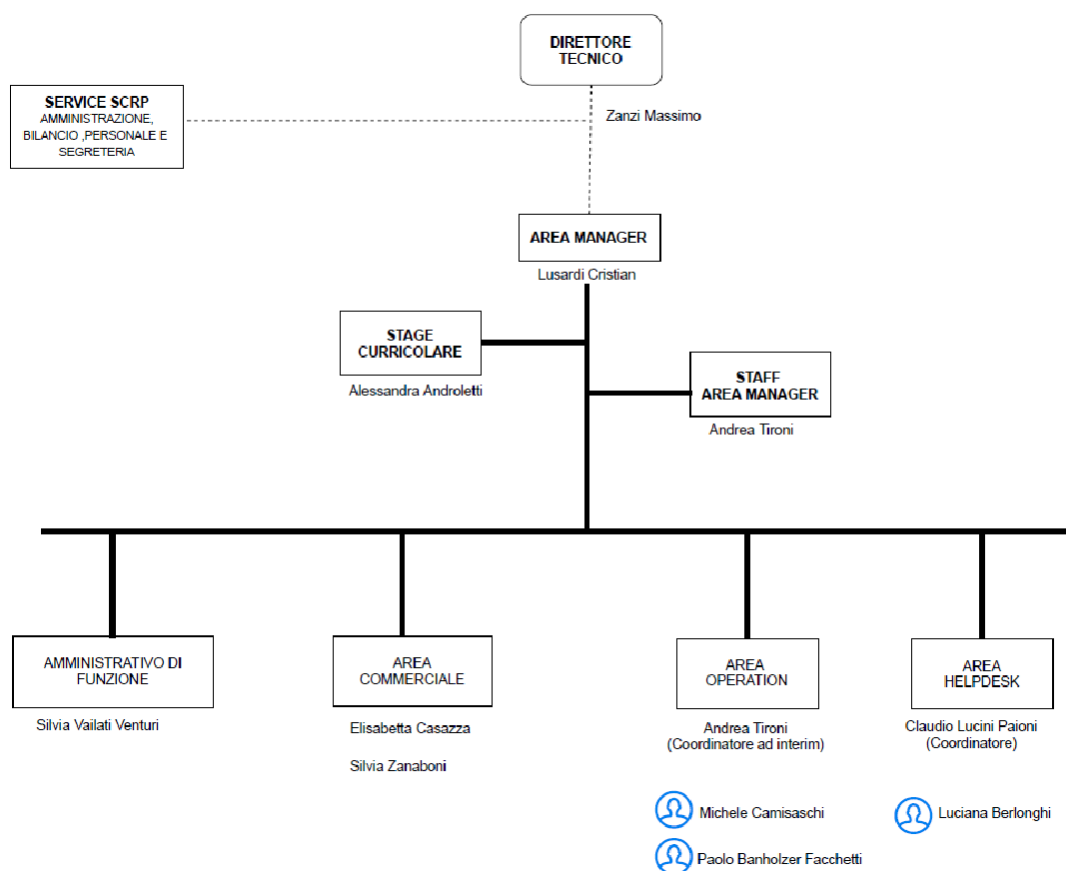 DIRETTORE
TECNICO
Zanzi Massimo
SERVICE SCRP
AMMINISTRAZIONE,
BILANCIO ,PERSONALE E
SEGRETERIA
AREA MANAGER
Lusardi Cristian
STAGE
CURRICOLARE
Alessandra Androletti
STAFF
AREA MANAGER
Andrea Tironi
AMMINISTRATIVO DI
FUNZIONE
Silvia Vailati Venturi
AREA
COMMERCIALE
Elisabetta Casazza
Silvia Zanaboni
AREA
OPERATION
Andrea Tironi
(Coordinatore ad interim)
Michele Camisaschi
Paolo Banholzer Facchetti
AREA
HELPDESK
Claudio Lucini Paioni
(Coordinatore)
Luciana Berlonghi